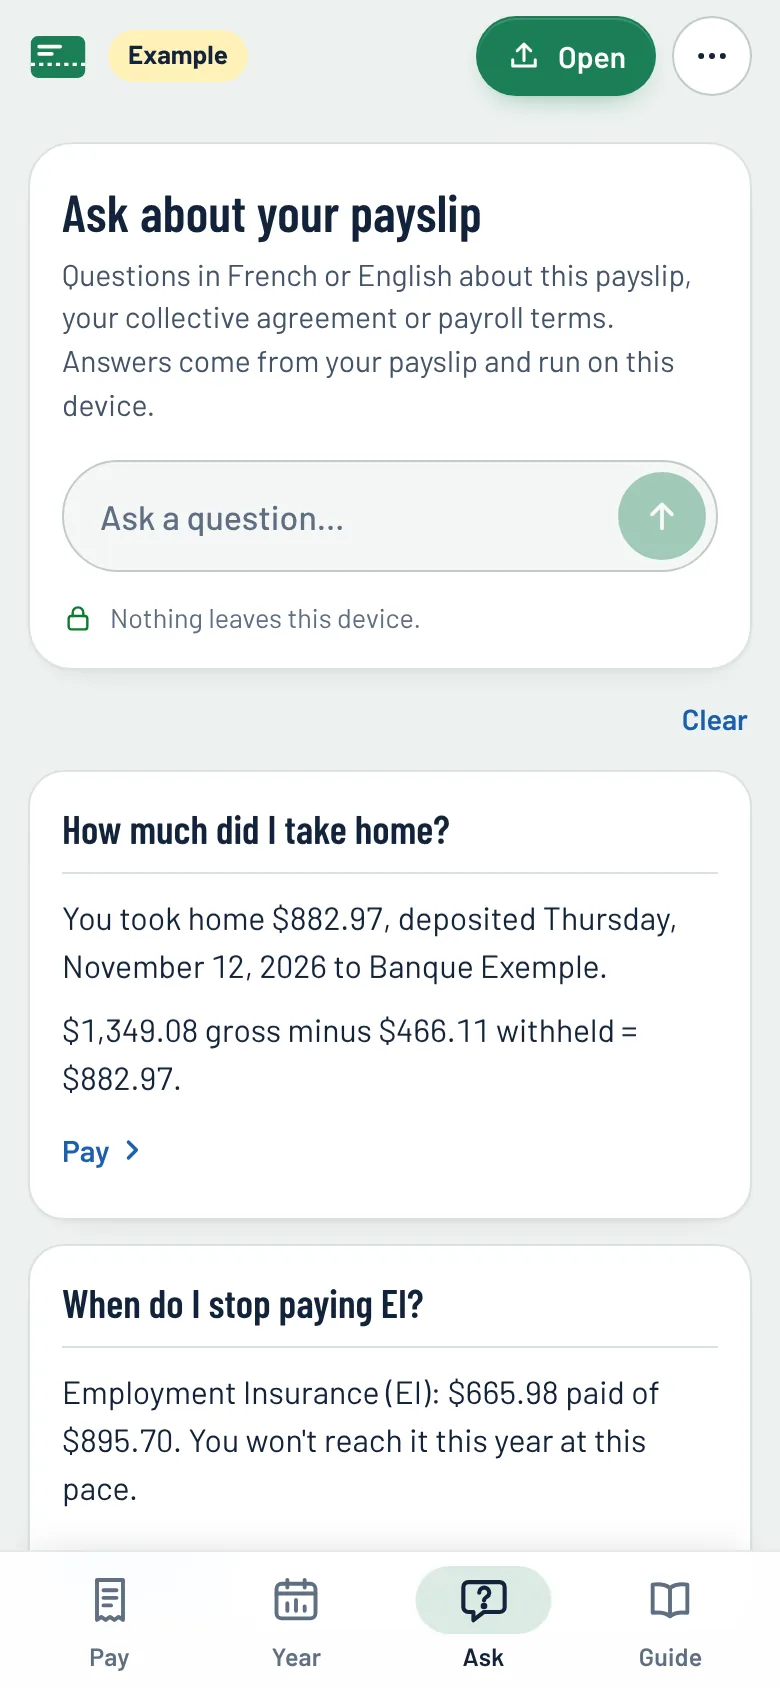 Example
Open
Ask about your payslip
Questions in French or English about this payslip,
your collective agreement or payroll terms.
Answers come from your payslip and run on this
device.
Ask a question...
Nothing leaves this device.
Clear
How much did I take home?
You took home $882.97, deposited Thursday,
November 12, 2026 to Banque Exemple.
$1,349.08 gross minus $466.11 withheld =
$882.97.
Pay
When do I stop paying EI?
Employment Insurance (EI): $665.98 paid of
$895.70. You won't reach it this year at this
pace.
Pay
Year
Ask
Guide